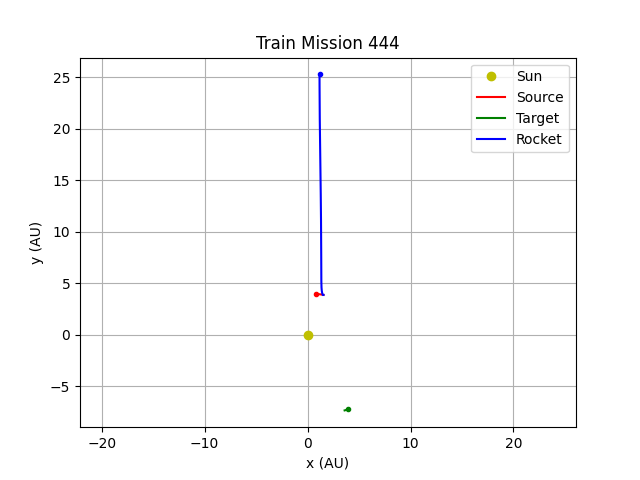 Train Mission 444
Sun
Source
Target
Rocket
25
20
15
10
5
0
−5
y (AU)
−20
−10
0
10
20
x (AU)